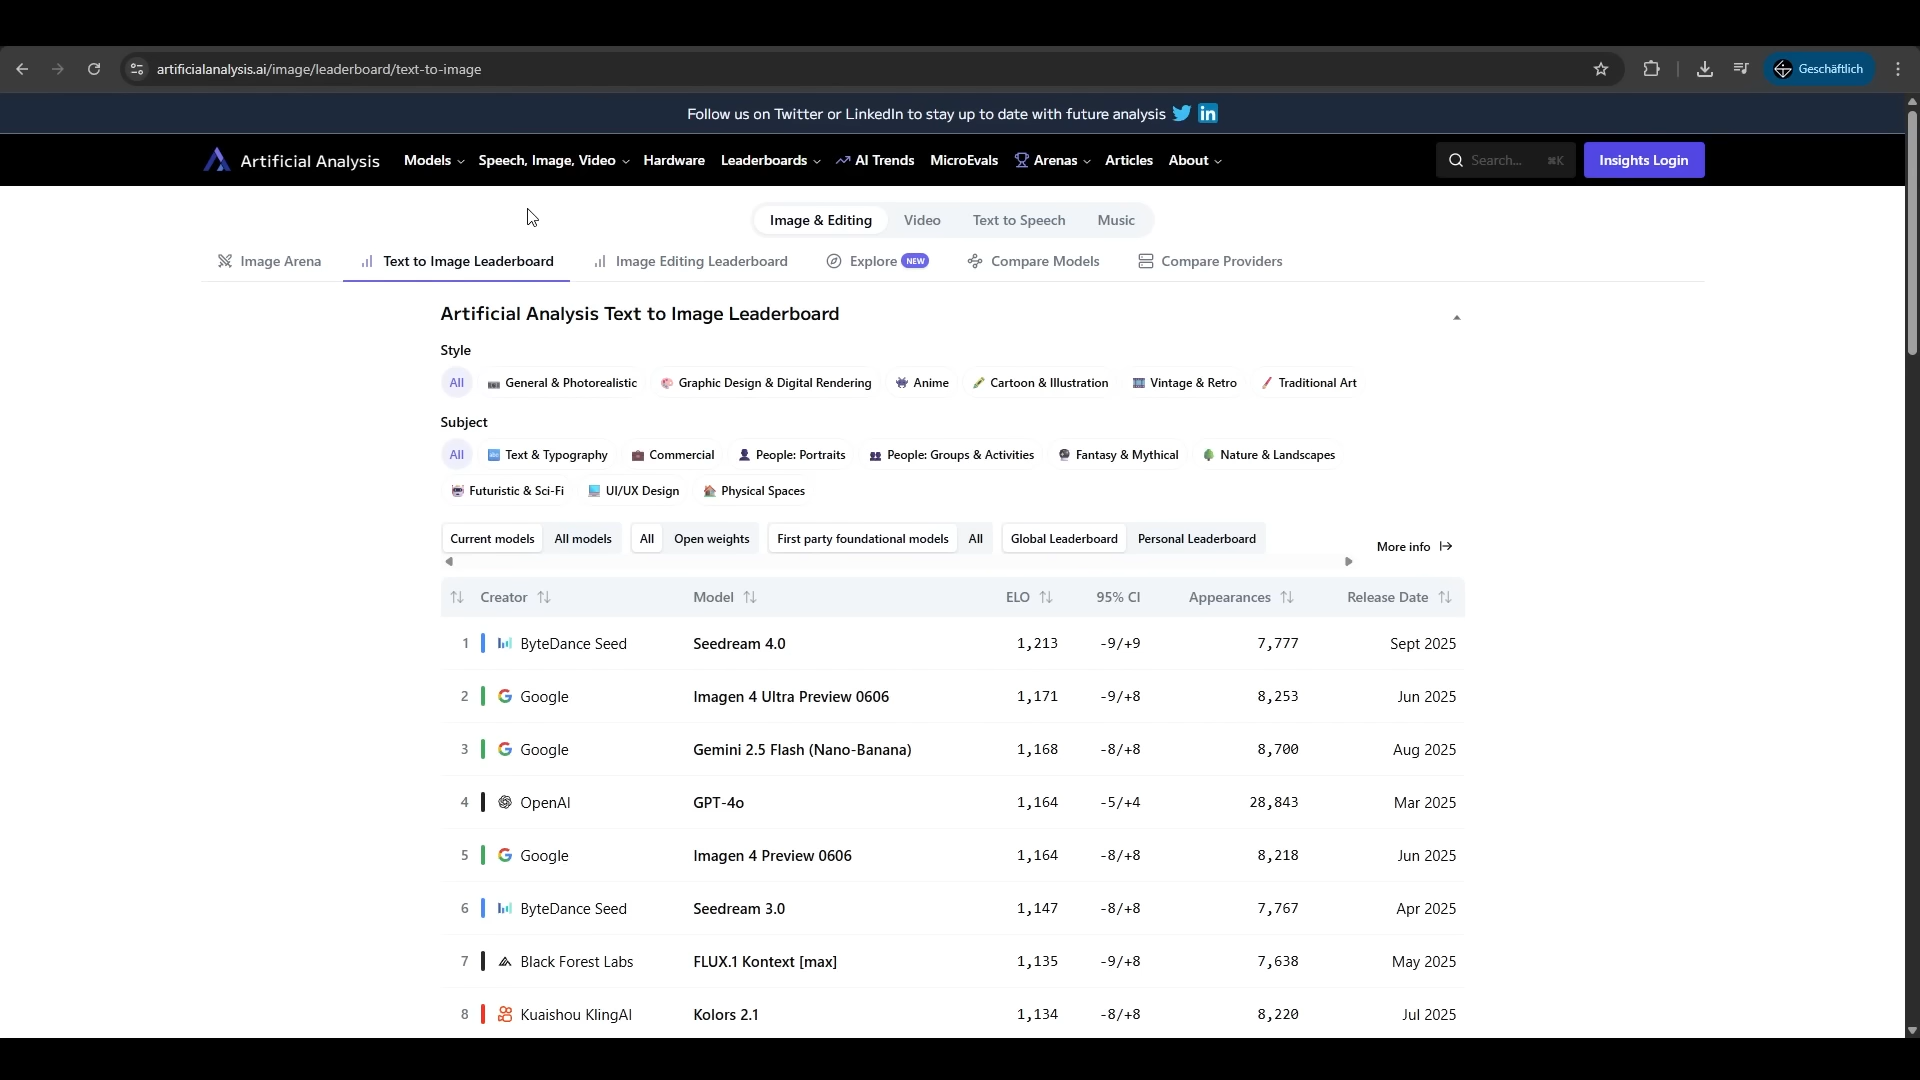 artificialanalysis.ai/image/leaderboard/text-to-image
Geschäftlich
Follow us on Twitter or LinkedIn to stay up to date with future analysis
Artificial Analysis Models Speech, Image, Video Hardware Leaderboards AI Trends MicroEvals Arenas Articles About Search... ⌘K Insights Login
Image & Editing Video Text to Speech Music
Image Arena Text to Image Leaderboard Image Editing Leaderboard Explore NEW Compare Models Compare Providers
Artificial Analysis Text to Image Leaderboard
Style
All General & Photorealistic Graphic Design & Digital Rendering Anime Cartoon & Illustration Vintage & Retro Traditional Art
Subject
All Text & Typography Commercial People: Portraits People: Groups & Activities Fantasy & Mythical Nature & Landscapes
Futuristic & Sci-Fi UI/UX Design Physical Spaces
Current models All models All Open weights First party foundational models All Global Leaderboard Personal Leaderboard More info
Creator Model ELO 95% CI Appearances Release Date
1 ByteDance Seed Seedream 4.0 1,213 -9/+9 7,777 Sept 2025
2 Google Imagen 4 Ultra Preview 0606 1,171 -9/+8 8,253 Jun 2025
3 Google Gemini 2.5 Flash (Nano-Banana) 1,168 -8/+8 8,700 Aug 2025
4 OpenAI GPT-4o 1,164 -5/+4 28,843 Mar 2025
5 Google Imagen 4 Preview 0606 1,164 -8/+8 8,218 Jun 2025
6 ByteDance Seed Seedream 3.0 1,147 -8/+8 7,767 Apr 2025
7 Black Forest Labs FLUX.1 Kontext [max] 1,135 -9/+8 7,638 May 2025
8 Kuaishou KlingAI Kolors 2.1 1,134 -8/+8 8,220 Jul 2025